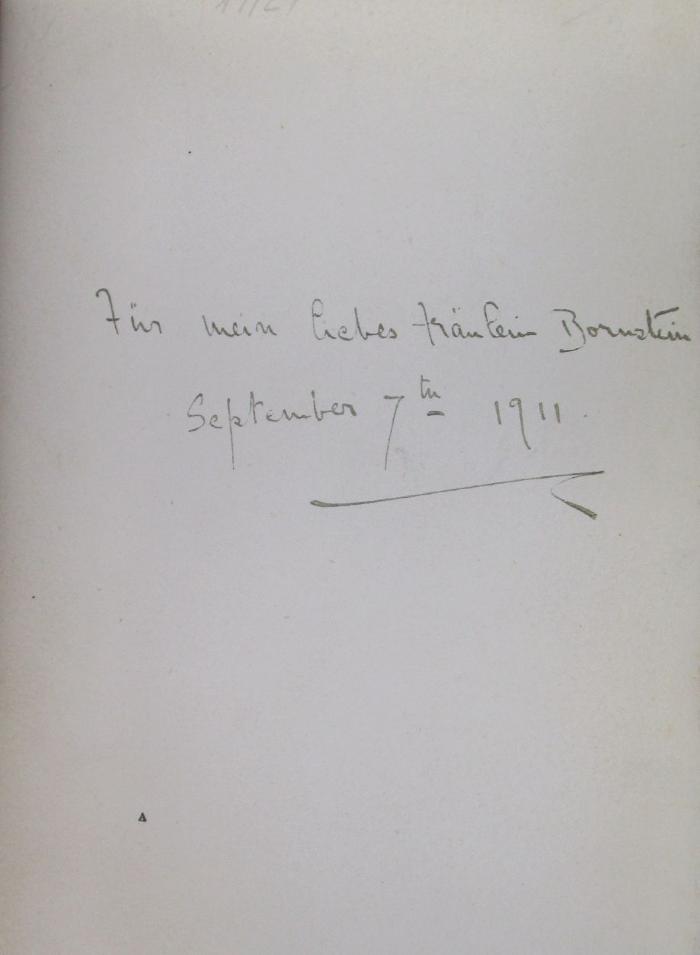 Für mein liebes Fräulein Bornstein
September 7th 1911.
A